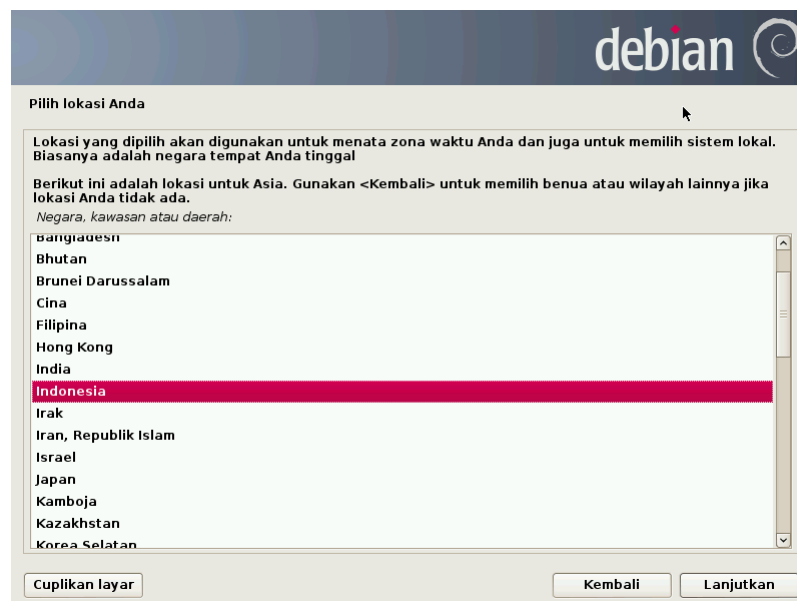 debian
Pilih lokasi Anda
Lokasi yang dipilih akan digunakan untuk menata zona waktu Anda dan juga untuk memilih sistem lokal.
Biasanya adalah negara tempat Anda tinggal
Berikut ini adalah lokasi untuk Asia. Gunakan <Kembali> untuk memilih benua atau wilayah lainnya jika
lokasi Anda tidak ada.
Negara, kawasan atau daerah:
Bangladesh
Bhutan
Brunei Darussalam
Cina
Filipina
Hong Kong
India
Indonesia
Irak
Iran, Republik Islam
Israel
Japan
Kamboja
Kazakhstan
Korea Selatan
Cuplikan layar
Kembali
Lanjutkan